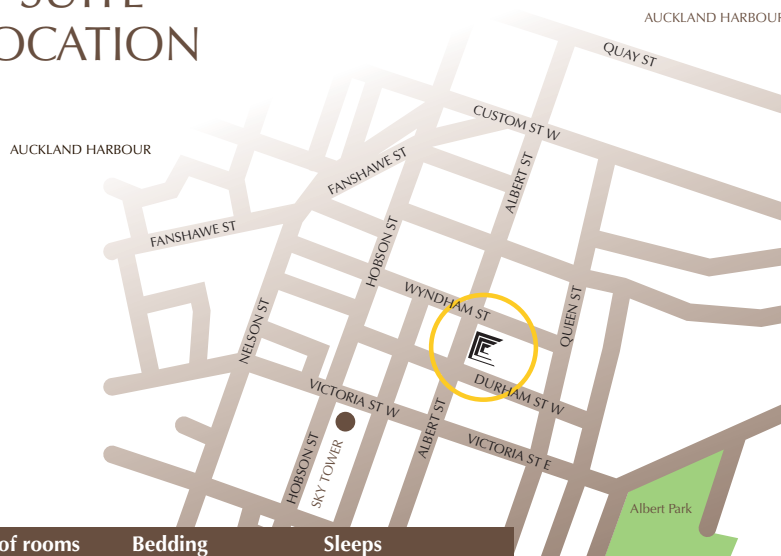 SUITE
OCATION
AUCKLAND HARBOUR
QUAY ST
CUSTOM ST W
AUCKLAND HARBOUR
FANSHAWE ST
ALBERT ST
FANSHAWE ST
HOBSON ST
WYNDHAM ST
QUEEN ST
NELSON ST
DURHAM ST W
VICTORIA ST W
ALBERT ST
VICTORIA ST E
HOBSON ST
SKY TOWER
Albert Park
of rooms Bedding Sleeps